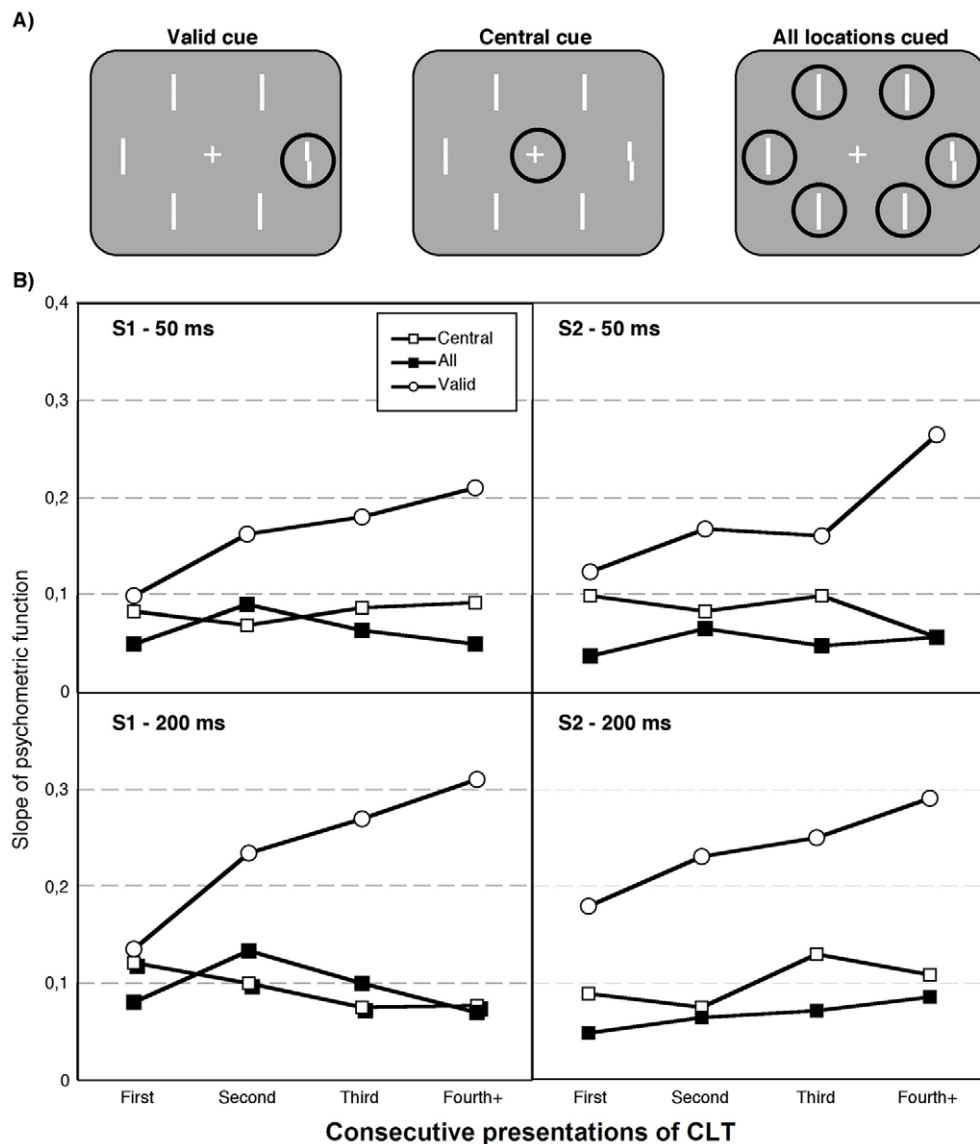 A)
Valid cue
Central cue
All locations cued
B)
0,4
0,3
0,2
0,1
0
S1 - 50 ms
Central
All
Valid
S2 - 50 ms
Slope of psychometric function
0,3
0,2
0,1
0
S1 - 200 ms
S2 - 200 ms
First Second Third Fourth+
First Second Third Fourth+
Consecutive presentations of CLT